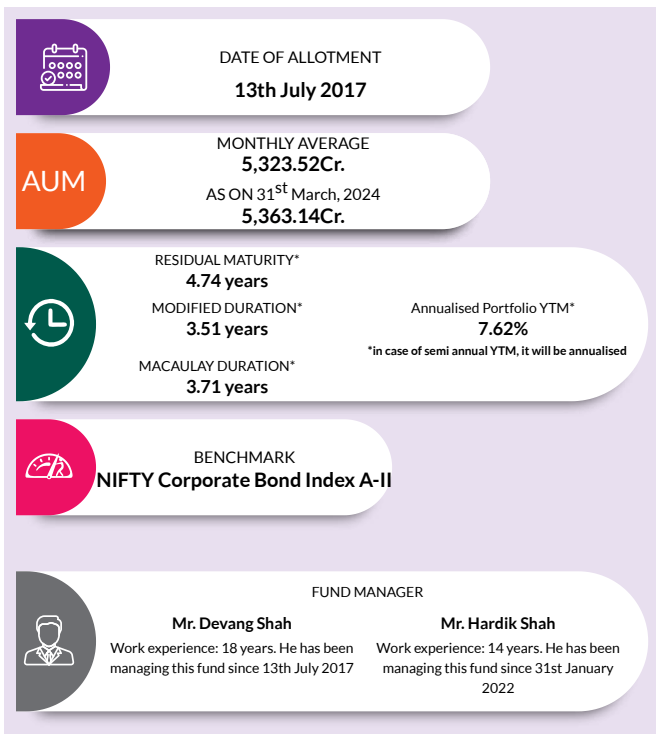 DATE OF ALLOTMENT
13th July 2017
AUM
MONTHLY AVERAGE
5,323.52Cr.
AS ON 31st March, 2024
5,363.14Cr.
RESIDUAL MATURITY*
4.74 years
MODIFIED DURATION*
3.51 years
MACAULAY DURATION*
3.71 years
Annualised Portfolio YTM*
7.62%
*in case of semi annual YTM, it will be annualised
BENCHMARK
NIFTY Corporate Bond Index A-II
FUND MANAGER
Mr. Devang Shah
Work experience: 18 years. He has been
managing this fund since 13th July 2017
Mr. Hardik Shah
Work experience: 14 years. He has been
managing this fund since 31st January
2022